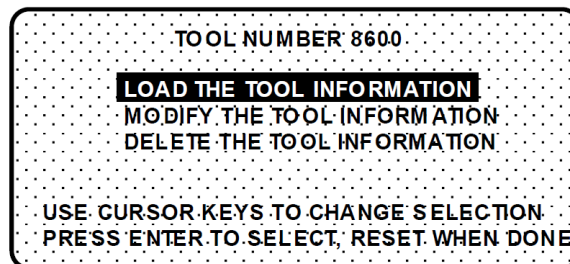 TOOL NUMBER 8600
LOAD THE TOOL INFORMATION
MODIFY THE TOOL INFORMATION
DELETE THE TOOL INFORMATION
USE CURSOR KEYS TO CHANGE SELECTION
PRESS ENTER TO SELECT, RESET WHEN DONE